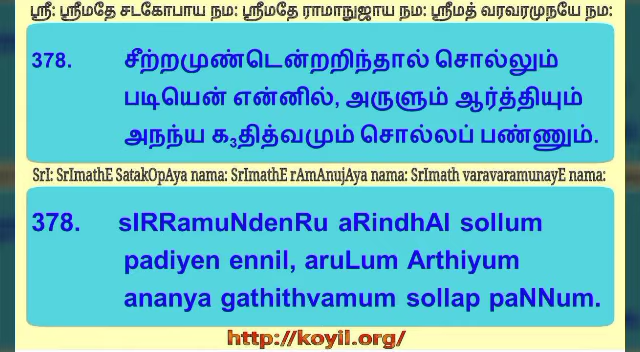 ஸ்ரீ: ஸ்ரீமதே சடகோபாய நம: ஸ்ரீமதே ராமாநுஜாய நம: ஸ்ரீமத் வரவரமுநயே நம:
378. சீற்றமுண்டென்றறிந்தால் சொல்லும்
படியென் என்னில், அருளும் ஆர்த்தியும்
அநந்ய க3தித்வமும் சொல்லப் பண்ணும்.
SrI: SrImathE SatakOpAya nama: SrImathE rAmAnujAya nama: SrImath varavaramunayE nama:
378. sIRRamuNdenRu aRindhAl sollum
padiyen ennil, aruLum Arthiyum
ananya gathithvamum sollap paNNum.
http://koyil.org/